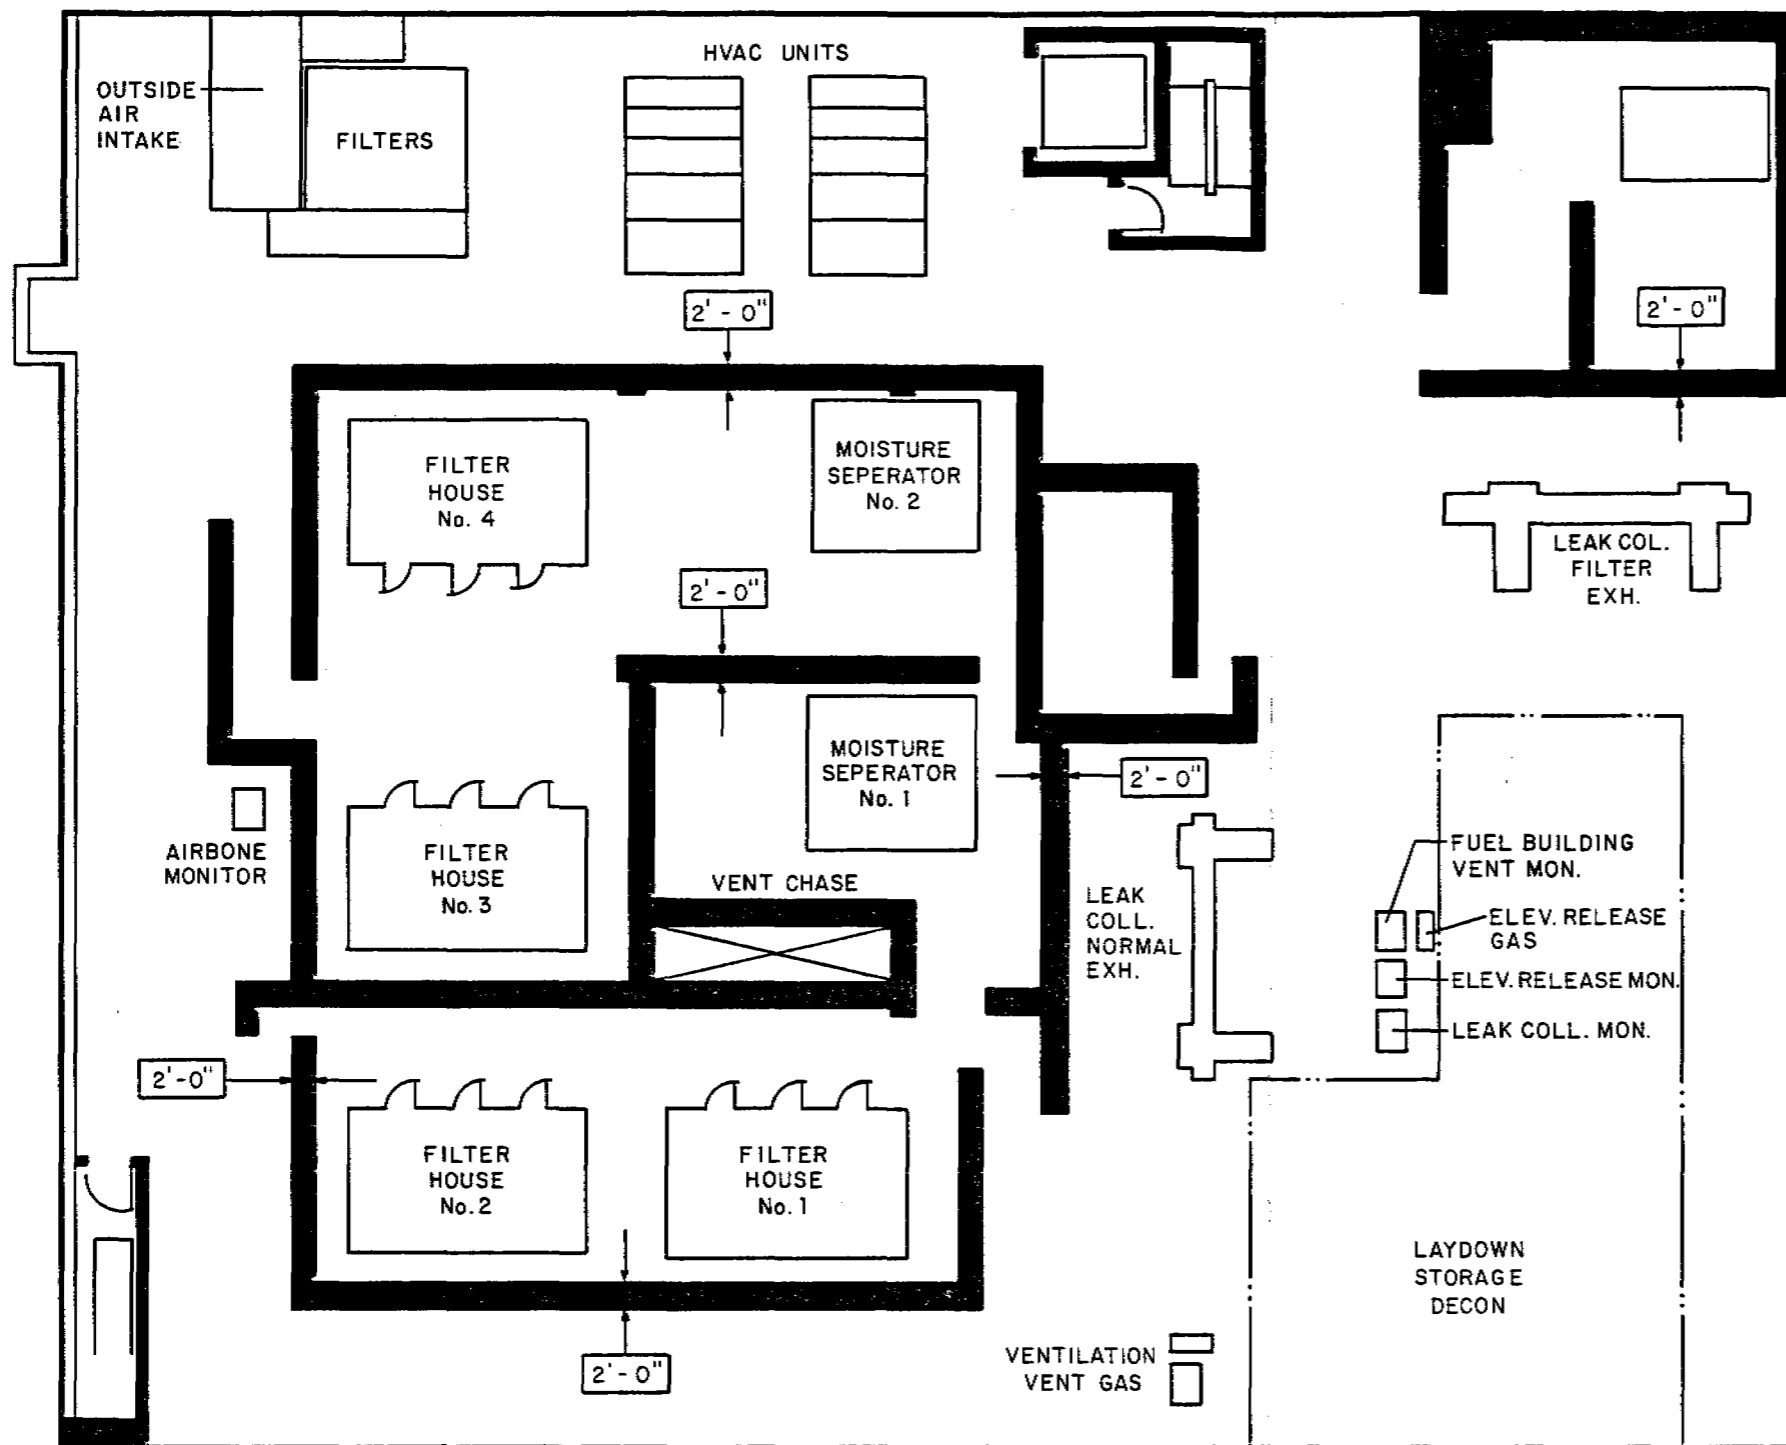 HVAC UNITS
OUTSIDE
AIR
INTAKE
FILTERS
2'-0"
2'-0"
FILTER
HOUSE
No. 4
MOISTURE
SEPERATOR
No. 2
LEAK COL.
FILTER
EXH.
2'-0"
MOISTURE
SEPERATOR
No. 1
2'-0"
AIRBONE
MONITOR
FILTER
HOUSE
No. 3
VENT CHASE
LEAK
COLL.
NORMAL
EXH.
FUEL BUILDING
VENT MON.
ELEV. RELEASE
GAS
ELEV. RELEASE MON.
LEAK COLL. MON.
2'-0"
FILTER
HOUSE
No. 2
FILTER
HOUSE
No. 1
LAYDOWN
STORAGE
DECON
2'-0"
VENTILATION
VENT GAS